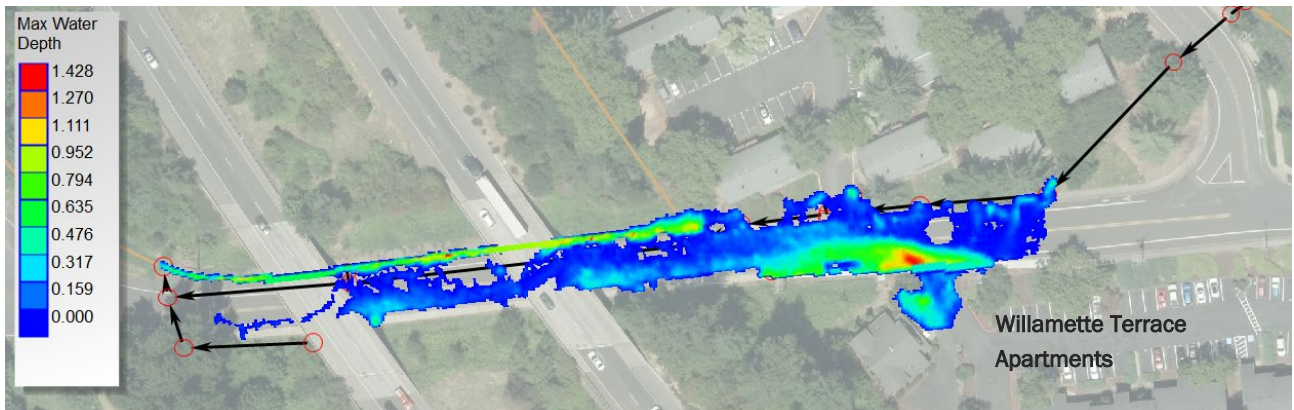 Max Water
Depth
1.428
1.270
1.111
0.952
0.794
0.635
0.476
0.317
0.159
0.000
Willamette Terrace
Apartments